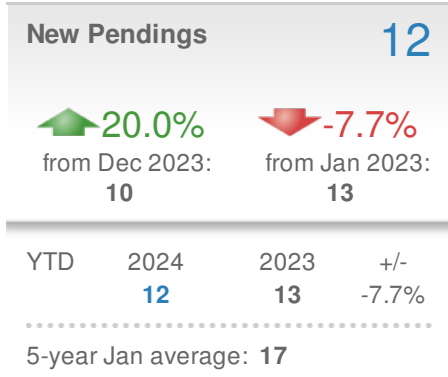 New Pendings 12
20.0% -7.7%
from Dec 2023: from Jan 2023:
10 13
YTD 2024 2023 +/-
12 13 -7.7%
5-year Jan average: 17